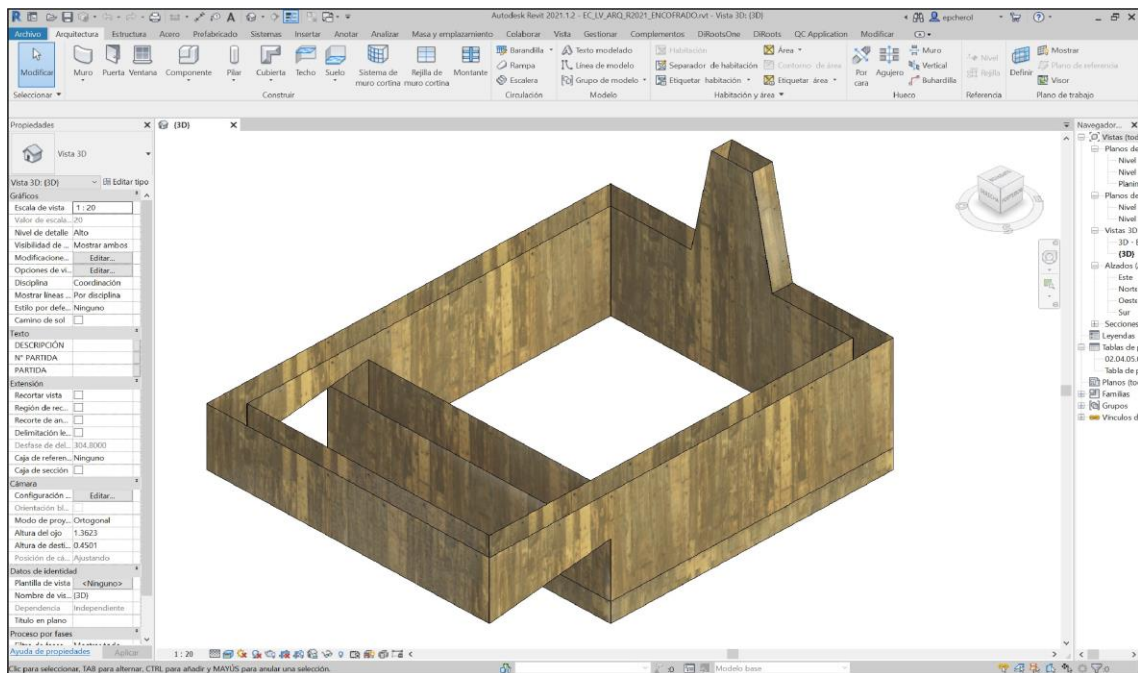 Autodesk Revit 2021.1.2 - EC_LV_ARQ_R2021_ENCOFRADO.rvt - Vista 3D: {3D}
epcherol
Archivo Arquitectura Estructura Acero Prefabricado Sistemas Insertar Anotar Analizar Masa y emplazamiento Colaborar Vista Gestionar Complementos DiRootsOne DiRoots QC Application Modificar
Modificar
Muro Puerta Ventana Componente Pilar Cubierta Techo Suelo Sistema de muro cortina Rejilla de muro cortina Montante
Barandilla
Rampa
Escalera
Texto modelado
Línea de modelo
Grupo de modelo
Habitación
Separador de habitación
Etiquetar habitación
Área
Contorno de área
Etiquetar área
Por cara
Agujero
Muro
Vertical
Buhardilla
Nivel
Rejilla
Definir
Mostrar
Plano de referencia
Visor
Seleccionar Construir Circulación Modelo Habitación y área Hueco Referencia Plano de trabajo
Propiedades
{3D}
Vista 3D
Vista 3D: {3D} Editar tipo
Gráficos
Escala de vista 1 : 20
Valor de escala... 20
Nivel de detalle Alto
Visibilidad de ... Mostrar ambos
Modificacione... Editar...
Opciones de vi... Editar...
Disciplina Coordinación
Mostrar líneas ... Por disciplina
Estilo por defe... Ninguno
Camino de sol
Texto
DESCRIPCIÓN
N° PARTIDA
PARTIDA
Extensión
Recortar vista
Región de rec...
Recorte de an...
Delimitación le...
Desfase de del... 304.8000
Caja de referen... Ninguno
Caja de sección
Cámara
Configuración ... Editar...
Orientación bl...
Modo de proy... Ortogonal
Altura del ojo 1.3623
Altura de desti... 0.4501
Posición de cá... Ajustando
Datos de identidad
Plantilla de vista <Ninguno>
Nombre de vis... {3D}
Dependencia Independiente
Título en plano
Proceso por fases
Ayuda de propiedades Aplicar
Navegador...
Vistas (tod
Planos de
Nivel
Nivel
Planin
Planos de
Nivel
Nivel
Vistas 3D
{3D}
Alzados (
Este
Norte
Oeste
Sur
Secciones
Leyendas
Tablas de p
02.04.05.0
Tabla de p
Planos (to
Familias
Grupos
Vínculos d
1 : 20
Clic para seleccionar, TAB para alternar, CTRL para añadir y MAYÚS para anular una selección.
:0
Modelo base
:0